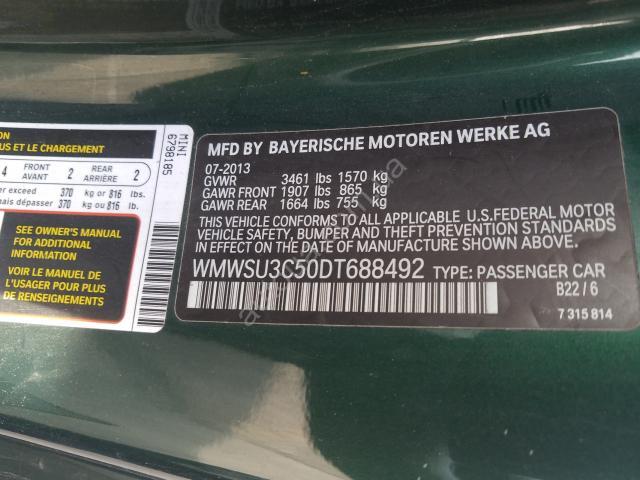 ION
US ET LE CHARGEMENT
4 FRONT AVANT 2 REAR ARRIÈRE 2
er exceed 370 kg or 816 lbs.
mais dépasser 370 kg ou 816 lb.
SEE OWNER'S MANUAL
FOR ADDITIONAL
INFORMATION
VOIR LE MANUEL DE
L'USAGER POUR PLUS
DE RENSEIGNEMENTS
MINI
6798185
MFD BY BAYERISCHE MOTOREN WERKE AG
07-2013
GVWR 3461 lbs 1570 kg
GAWR FRONT 1907 lbs 865 kg
GAWR REAR 1664 lbs 755 kg
THIS VEHICLE CONFORMS TO ALL APPLICABLE U.S.FEDERAL MOTOR
VEHICLE SAFETY, BUMPER AND THEFT PREVENTION STANDARDS
IN EFFECT ON THE DATE OF MANUFACTURE SHOWN ABOVE.
WMWSU3C50DT688492 TYPE: PASSENGER CAR
B22/6
7 315 814